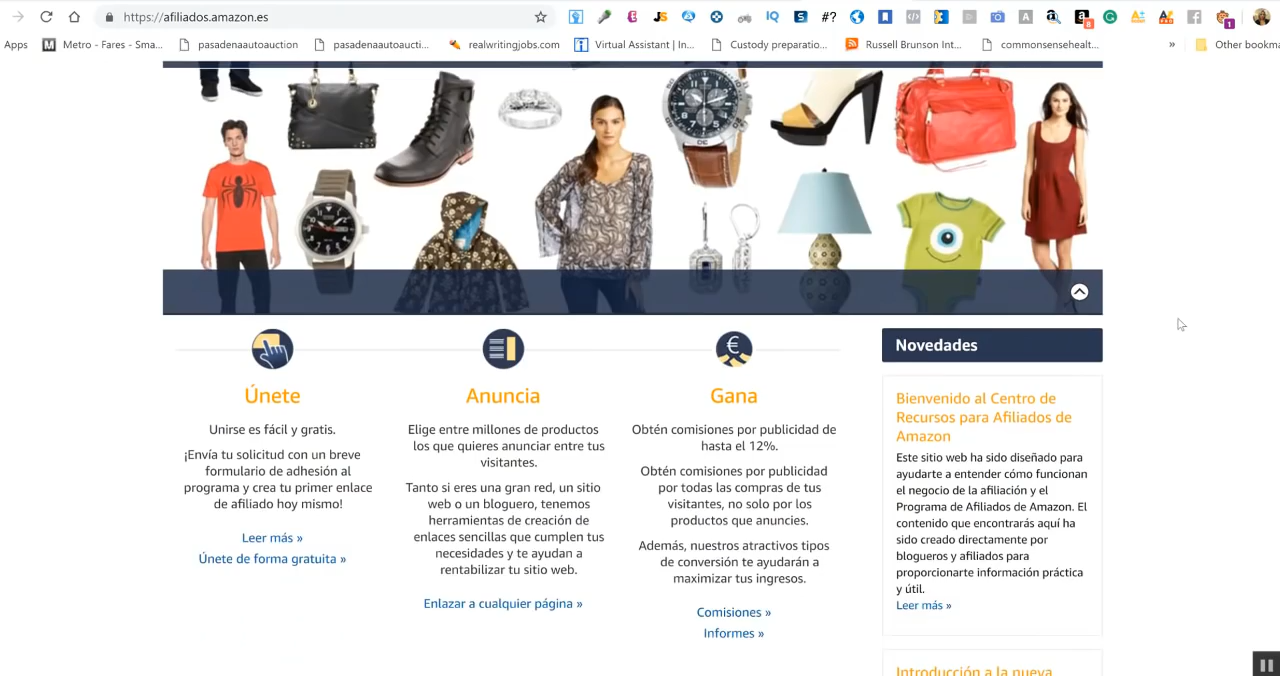 https://afiliados.amazon.es
IQ
JS
#?
Apps
Metro - Fares - Sma...
pasadenaautoauction
pasadenaautoaucti...
realwritingjobs.com
Virtual Assistant | In...
Custody preparatio...
Russell Brunson Int...
commonsensehealt...
»
Other bookma
Únete
Unirse es fácil y gratis.
¡Envía tu solicitud con un breve
formulario de adhesión al
programa y crea tu primer enlace
de afiliado hoy mismo!
Leer más »
Únete de forma gratuita »
Anuncia
Elige entre millones de productos
los que quieres anunciar entre tus
visitantes.
Tanto si eres una gran red, un sitio
web o un bloguero, tenemos
herramientas de creación de
enlaces sencillas que cumplen tus
necesidades y te ayudan a
rentabilizar tu sitio web.
Enlazar a cualquier página »
€
Gana
Obtén comisiones por publicidad de
hasta el 12%.
Obtén comisiones por publicidad
por todas las compras de tus
visitantes, no solo por los
productos que anuncies.
Además, nuestros atractivos tipos
de conversión te ayudarán a
maximizar tus ingresos.
Comisiones »
Informes »
Novedades
Bienvenido al Centro de
Recursos para Afiliados de
Amazon
Este sitio web ha sido diseñado para
ayudarte a entender cómo funcionan
el negocio de la afiliación y el
Programa de Afiliados de Amazon. El
contenido que encontrarás aquí ha
sido creado directamente por
blogueros y afiliados para
proporcionarte información práctica
y útil.
Leer más »
Introducción a la nueva